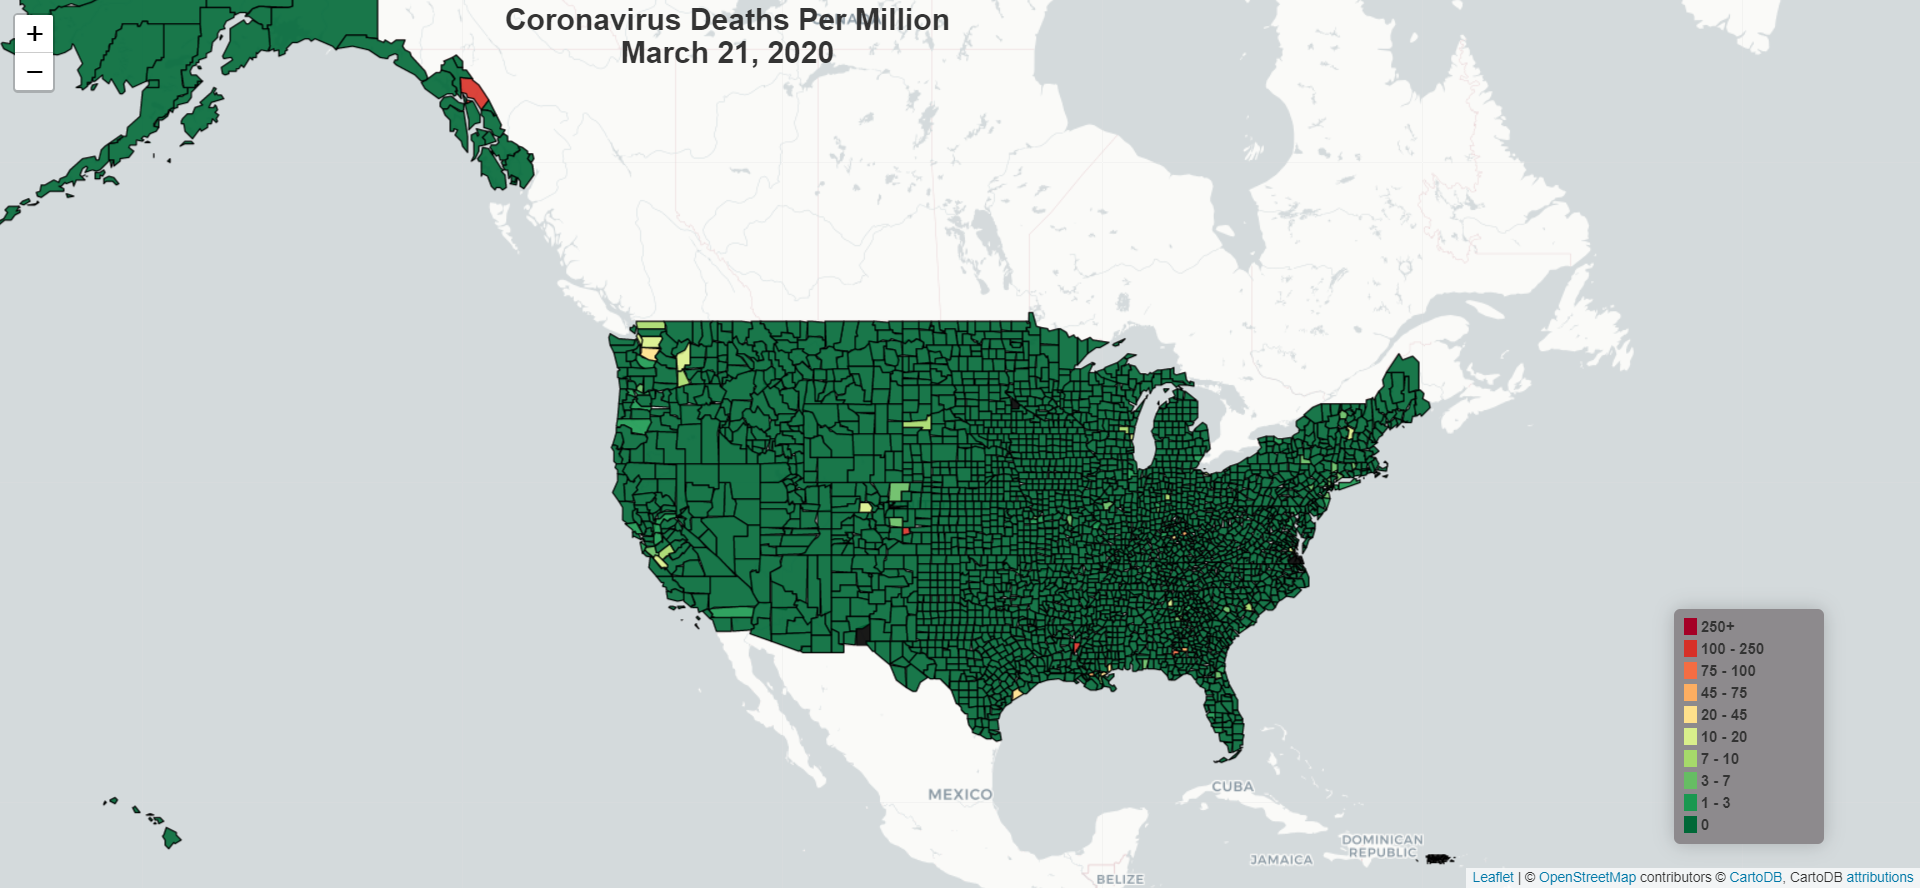 +
−
Coronavirus Deaths Per Million
March 21, 2020
MEXICO
CUBA
DOMINICAN
REPUBLIC
JAMAICA
BELIZE
250+
100 - 250
75 - 100
45 - 75
20 - 45
10 - 20
7 - 10
3 - 7
1 - 3
0
Leaflet | © OpenStreetMap contributors © CartoDB, CartoDB attributions